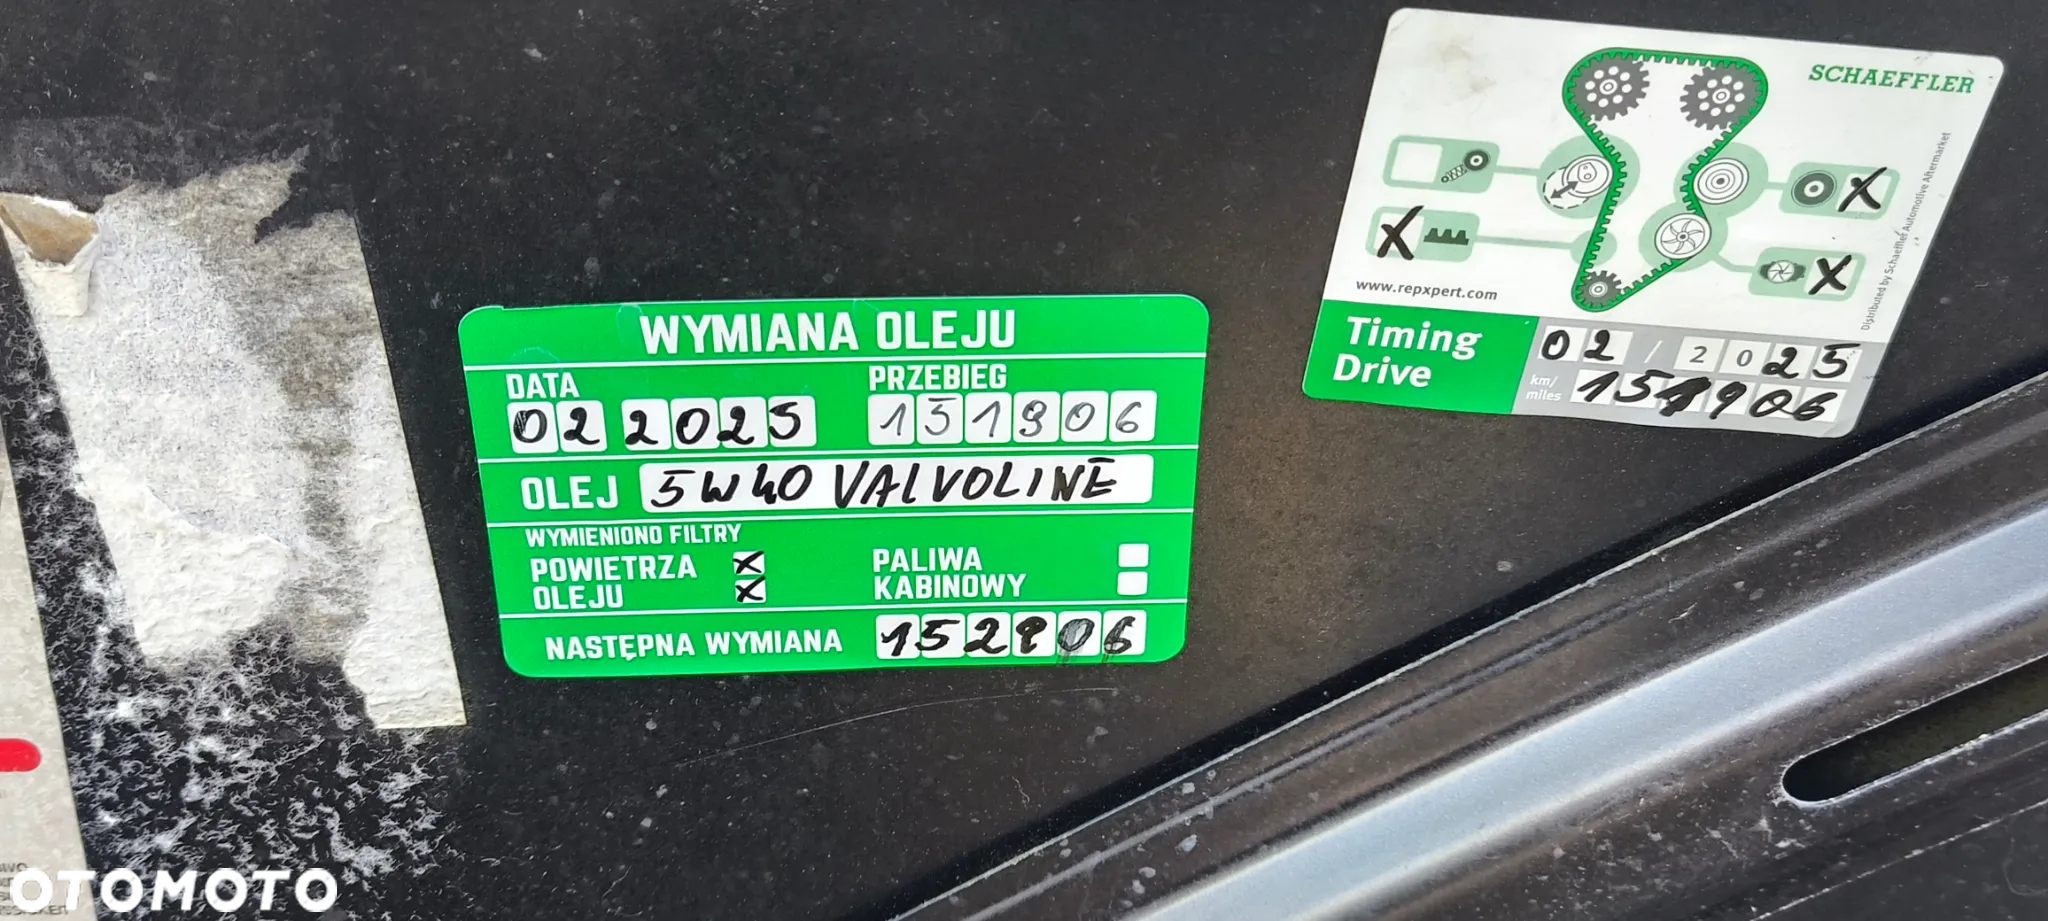 SCHAEFFLER
www.repxpert.com
Distributed by Schaeffler Automotive Aftermarket
Timing
Drive
02 / 2025
km/
miles
151906
WYMIANA OLEJU
DATA
PRZEBIEG
02 2025
151906
OLEJ
5W40 VALVOLINE
WYMIENIONO FILTRY
POWIETRZA X
PALIWA
OLEJU X
KABINOWY
NASTĘPNA WYMIANA
OTOMOTO